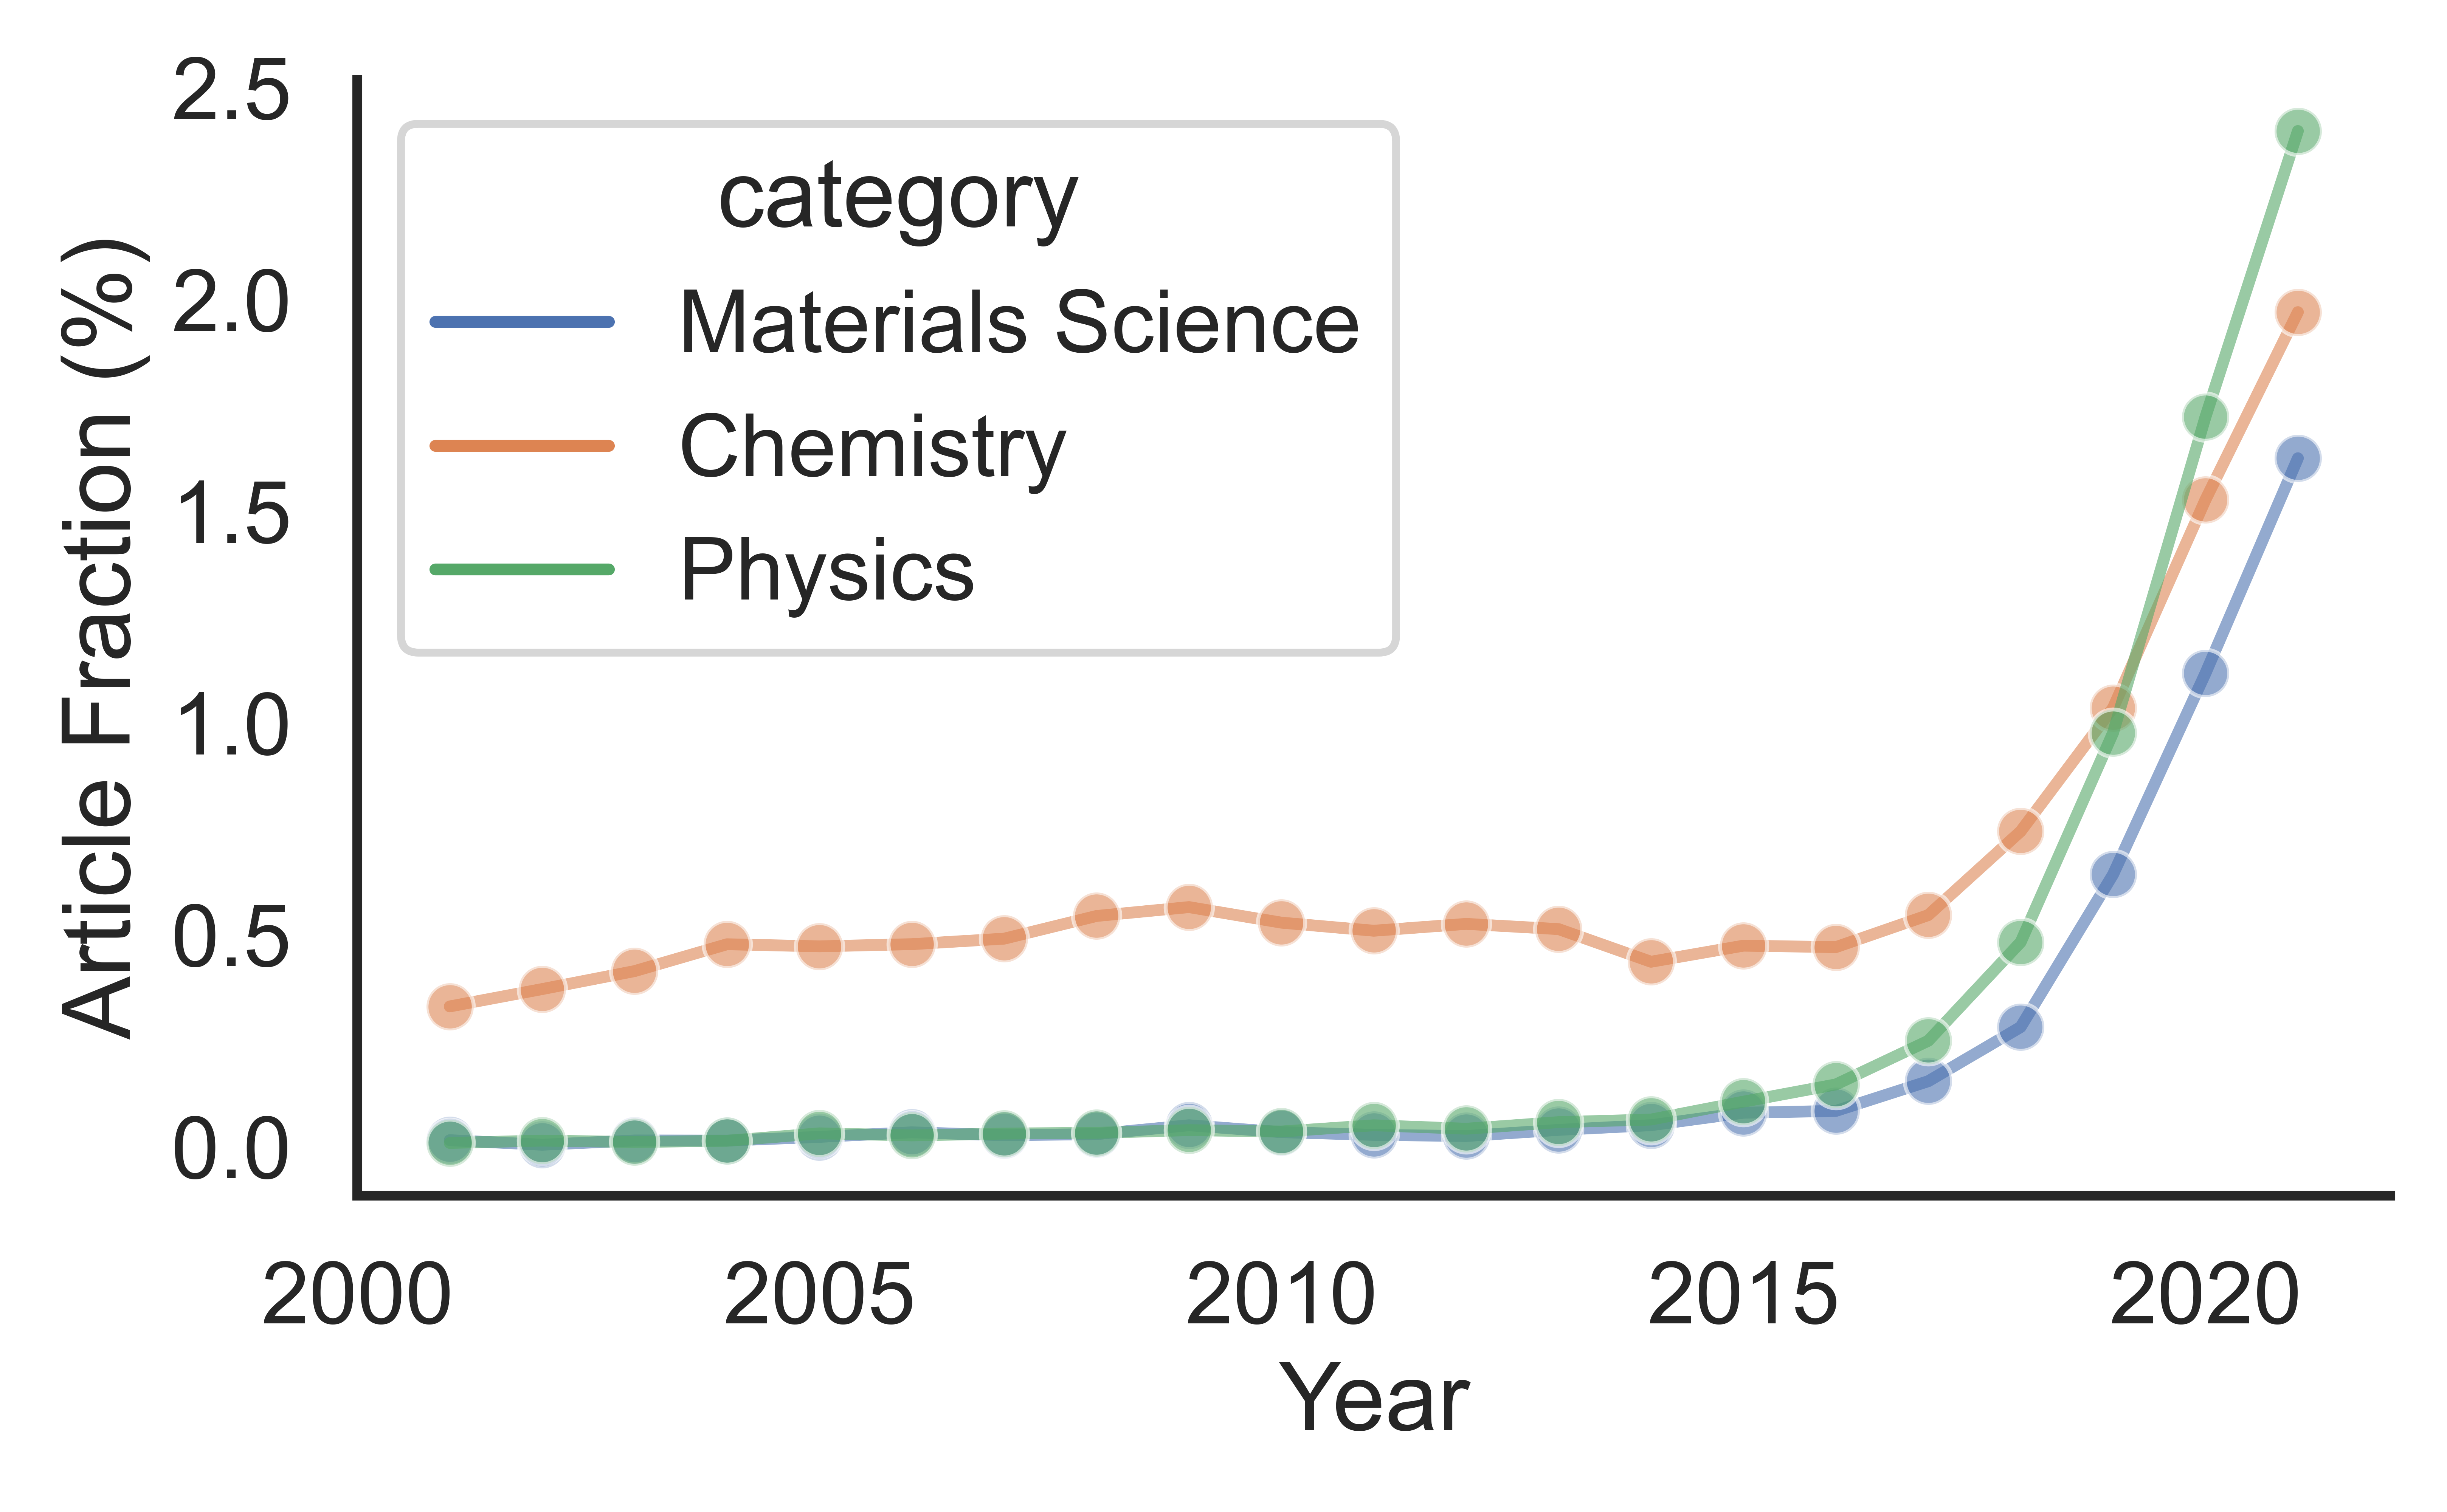 Article Fraction (%)
2.5
2.0
1.5
1.0
0.5
0.0
category
Materials Science
Chemistry
Physics
2000
2005
2010
2015
2020
Year